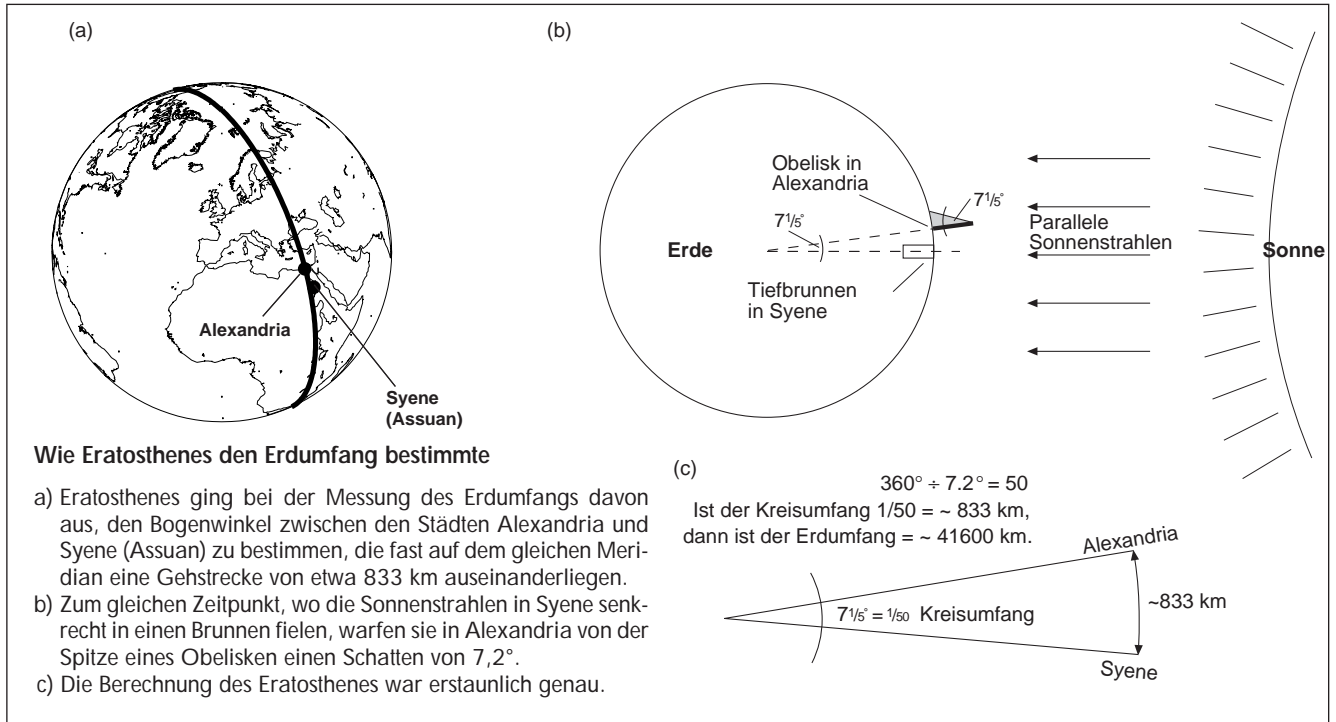 (a)
Alexandria
Syene
(Assuan)
(b)
Obelisk in
Alexandria
7 1/5°
7 1/5°
Erde
Tiefbrunnen
in Syene
Parallele
Sonnenstrahlen
Sonne
Wie Eratosthenes den Erdumfang bestimmte
a) Eratosthenes ging bei der Messung des Erdumfangs davon
aus, den Bogenwinkel zwischen den Städten Alexandria und
Syene (Assuan) zu bestimmen, die fast auf dem gleichen Meri-
dian eine Gehstrecke von etwa 833 km auseinanderliegen.
b) Zum gleichen Zeitpunkt, wo die Sonnenstrahlen in Syene senk-
recht in einen Brunnen fielen, warfen sie in Alexandria von der
Spitze eines Obelisken einen Schatten von 7,2°.
c) Die Berechnung des Eratosthenes war erstaunlich genau.
(c)
360° ÷ 7.2° = 50
Ist der Kreisumfang 1/50 = ~ 833 km,
dann ist der Erdumfang = ~ 41600 km.
Alexandria
7 1/5° = 1/50 Kreisumfang
~833 km
Syene